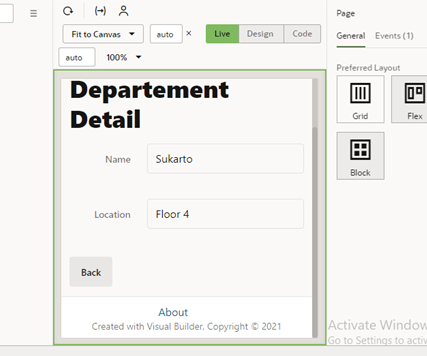 Page
Fit to Canvas auto × Live Design Code
General Events (1)
auto 100%
Preferred Layout
Departement
Detail
Grid Flex
Name Sukarto
Block
Location Floor 4
Back
About
Created with Visual Builder, Copyright © 2021
Activate Window
Go to Settings to activ